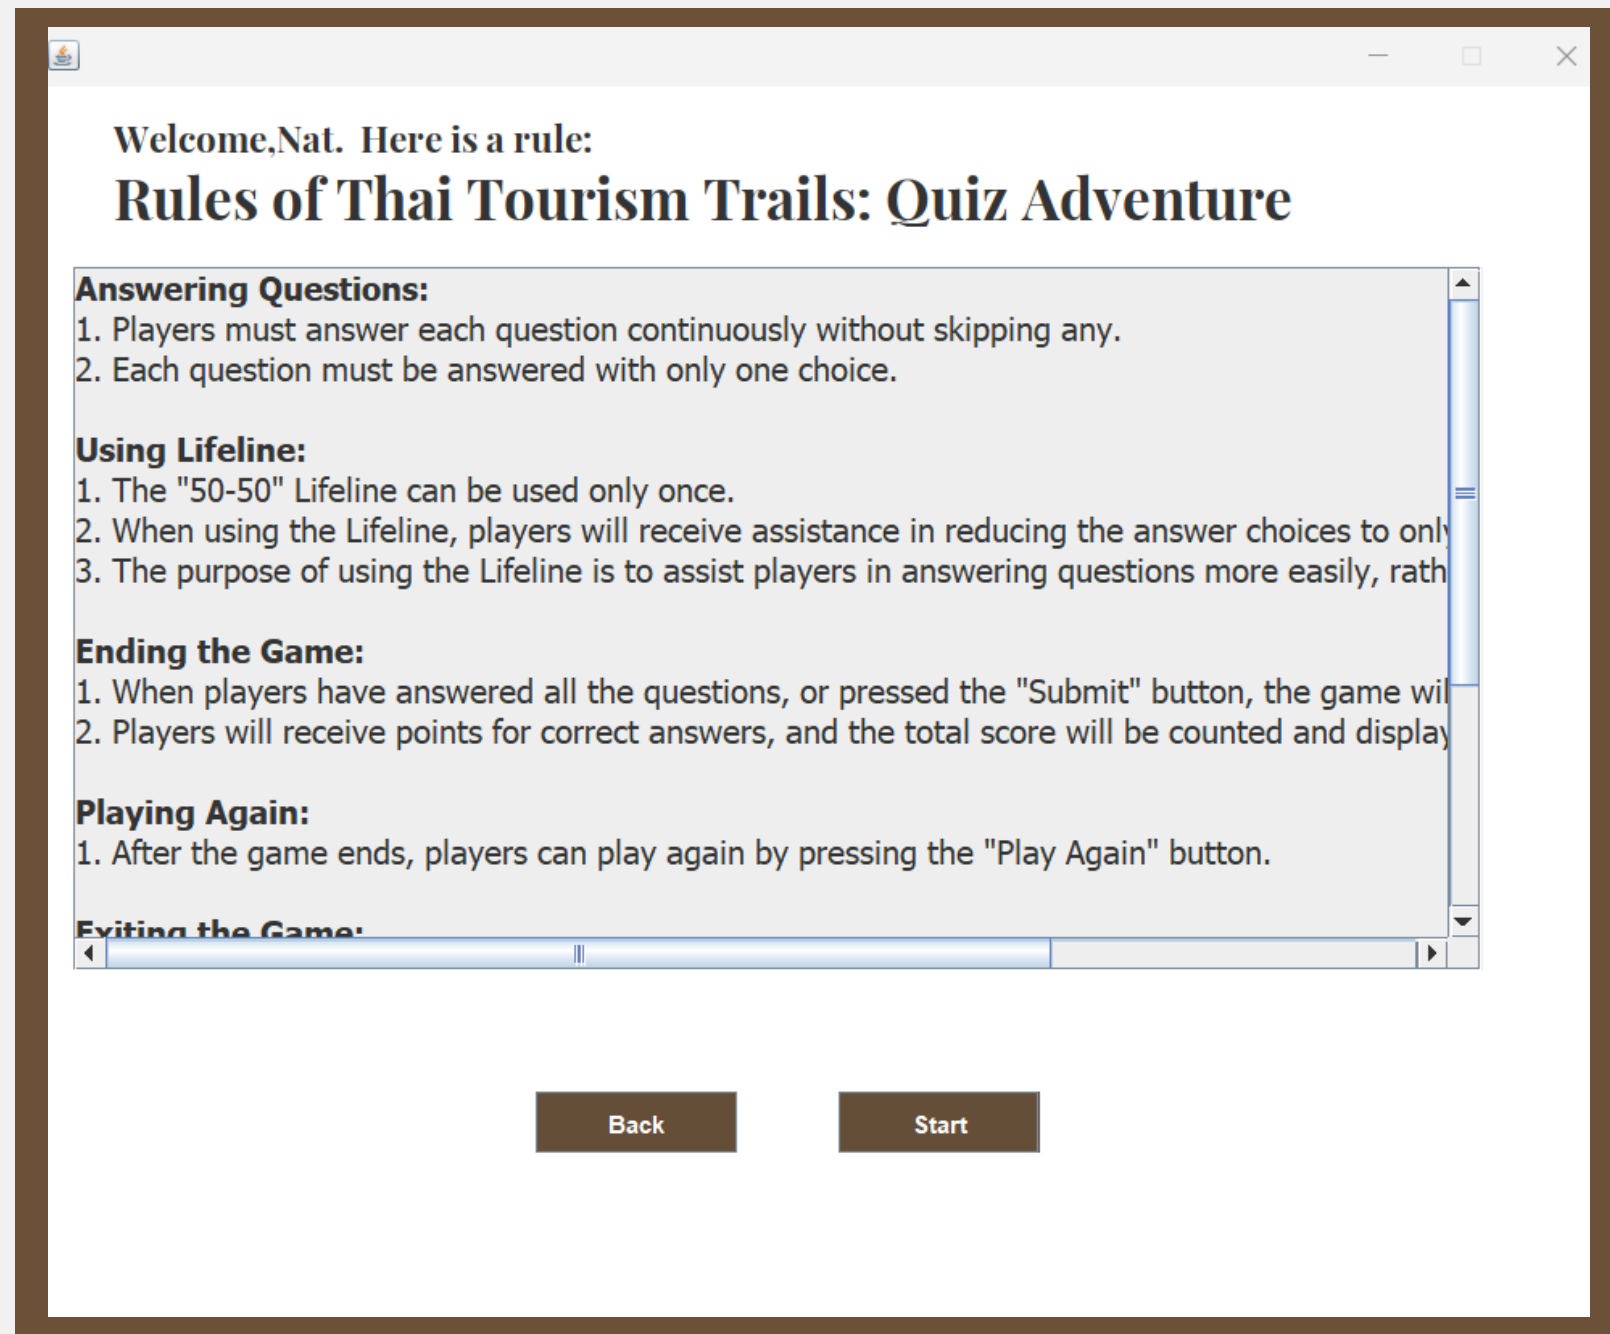 Welcome,Nat.  Here is a rule:
Rules of Thai Tourism Trails: Quiz Adventure
Answering Questions:
1. Players must answer each question continuously without skipping any.
2. Each question must be answered with only one choice.
Using Lifeline:
1. The "50-50" Lifeline can be used only once.
2. When using the Lifeline, players will receive assistance in reducing the answer choices to only
3. The purpose of using the Lifeline is to assist players in answering questions more easily, rath
Ending the Game:
1. When players have answered all the questions, or pressed the "Submit" button, the game wil
2. Players will receive points for correct answers, and the total score will be counted and display
Playing Again:
1. After the game ends, players can play again by pressing the "Play Again" button.
Exiting the Game:
Back
Start